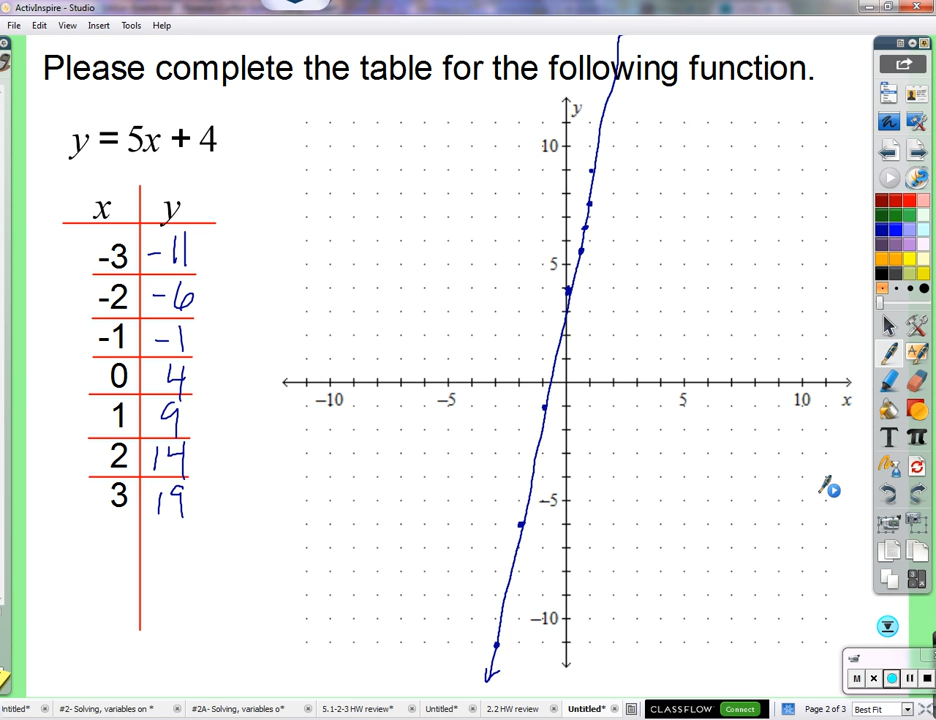 ActivInspire - Studio
File Edit View Insert Tools Help
Please complete the table for the following function.
y = 5x + 4
x y
-3 -11
-2 -6
-1 -1
0 4
1 9
2 14
3 19
y
10
5
-10 -5 5 10 x
-5
-10
M
ntitled* #2- Solving, variables on * #2A- Solving, variables o* 5.1-2-3 HW review* Untitled* 2.2 HW review Untitled* CLASSFLOW Connect Page 2 of 3 Best Fit